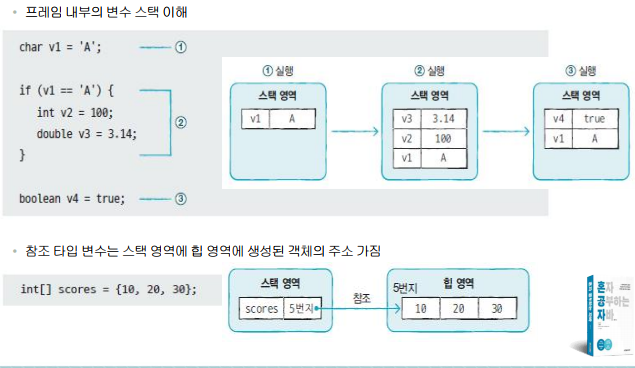 • 프레임 내부의 변수 스택 이해
char v1 = 'A'; ①
if (v1 == 'A') {
int v2 = 100;
double v3 = 3.14;
}
②
boolean v4 = true; ③
① 실행
스택 영역
v1 A
② 실행
스택 영역
v3 3.14
v2 100
v1 A
③ 실행
스택 영역
v4 true
v1 A
• 참조 타입 변수는 스택 영역에 힙 영역에 생성된 객체의 주소 가짐
int[] scores = {10, 20, 30};
스택 영역
scores 5번지
참조
5번지
힙 영역
10 20 30
혼자
공부하는
자바